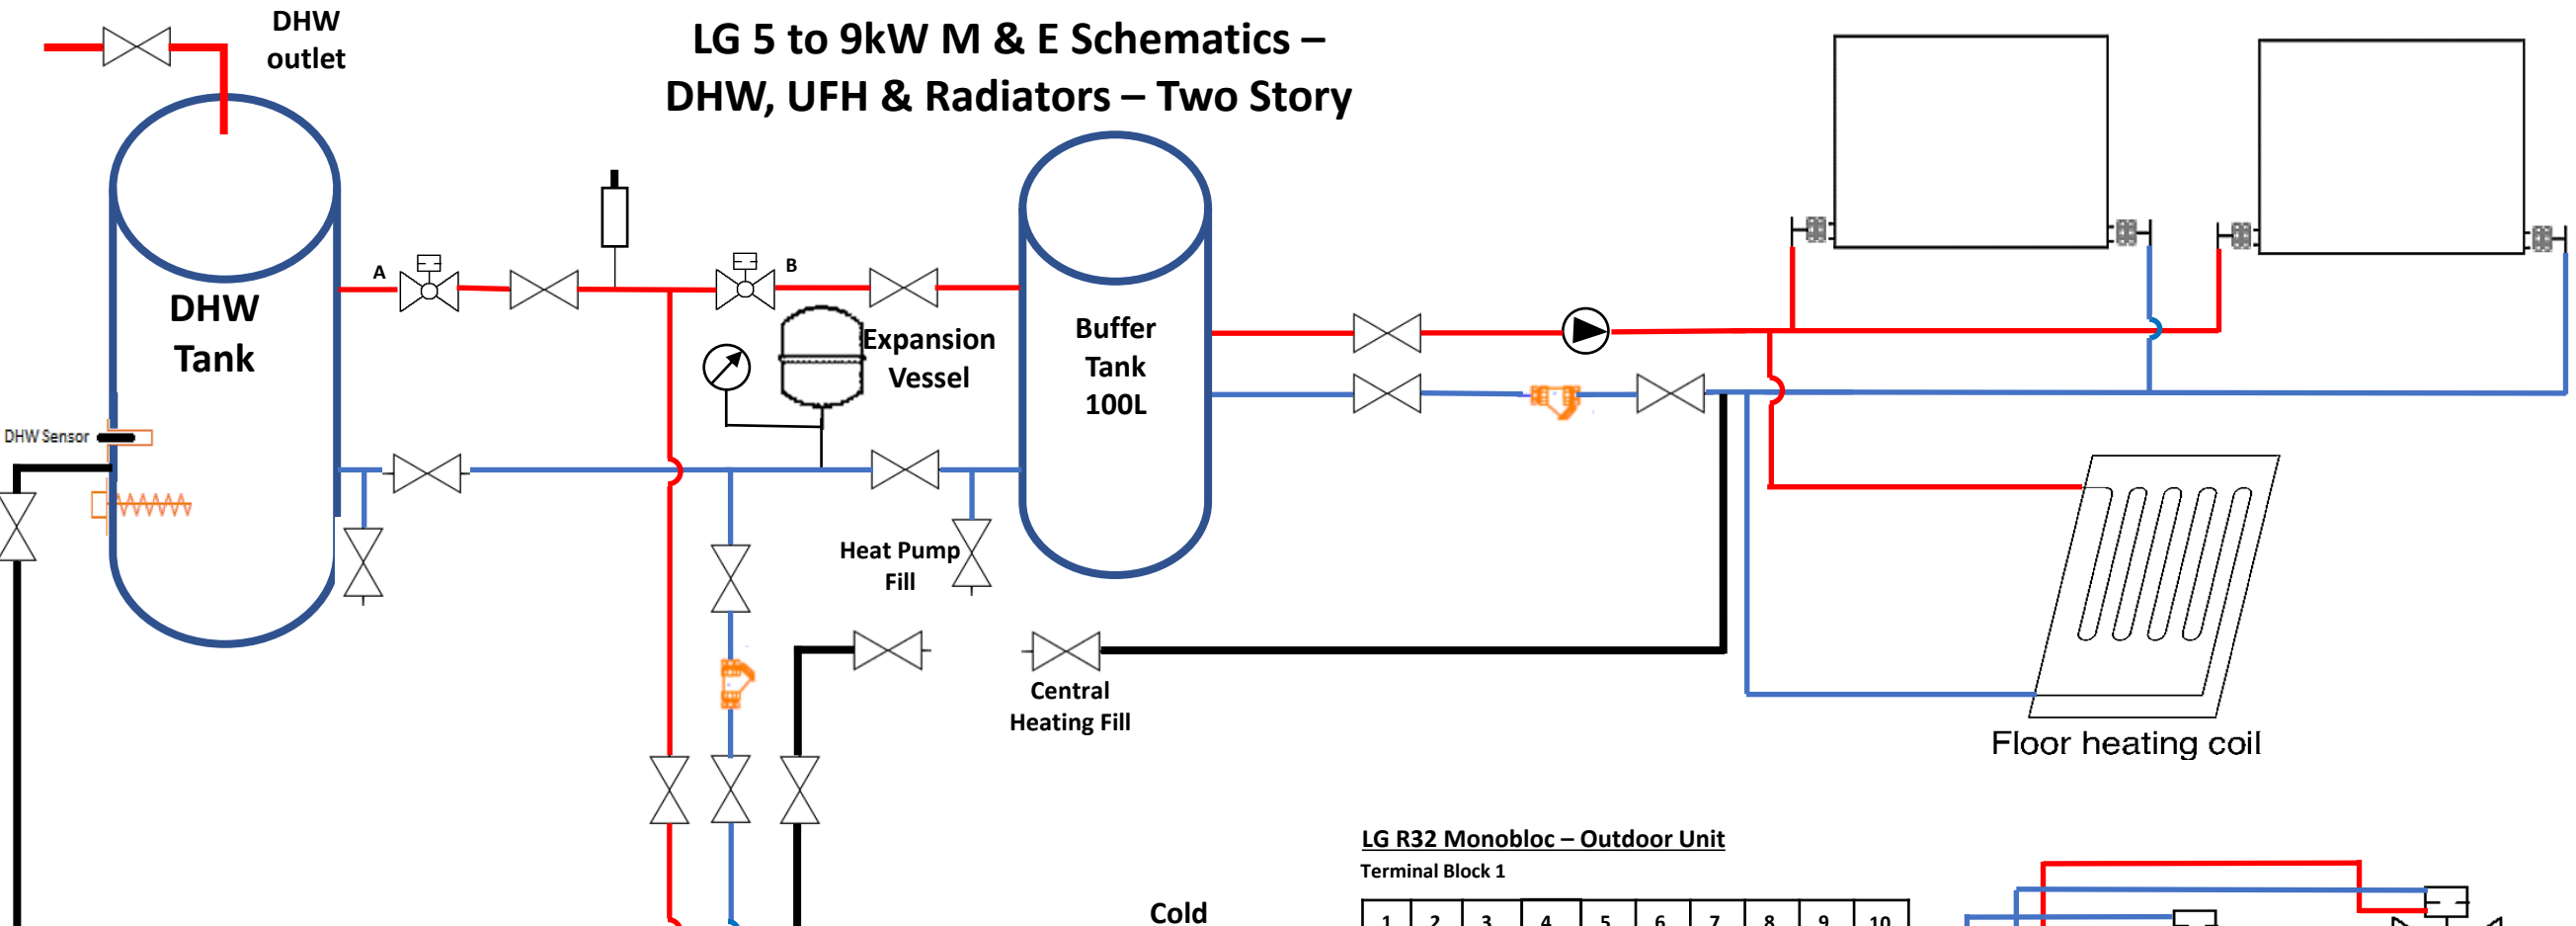 DHW
outlet
LG 5 to 9kW M & E Schematics –
DHW, UFH & Radiators – Two Story
A
B
DHW
Tank
Expansion
Vessel
Buffer
Tank
100L
DHW Sensor
Heat Pump
Fill
Central
Heating Fill
Floor heating coil
LG R32 Monobloc – Outdoor Unit
Terminal Block 1
Cold
1 2 3 4 5 6 7 8 9 10